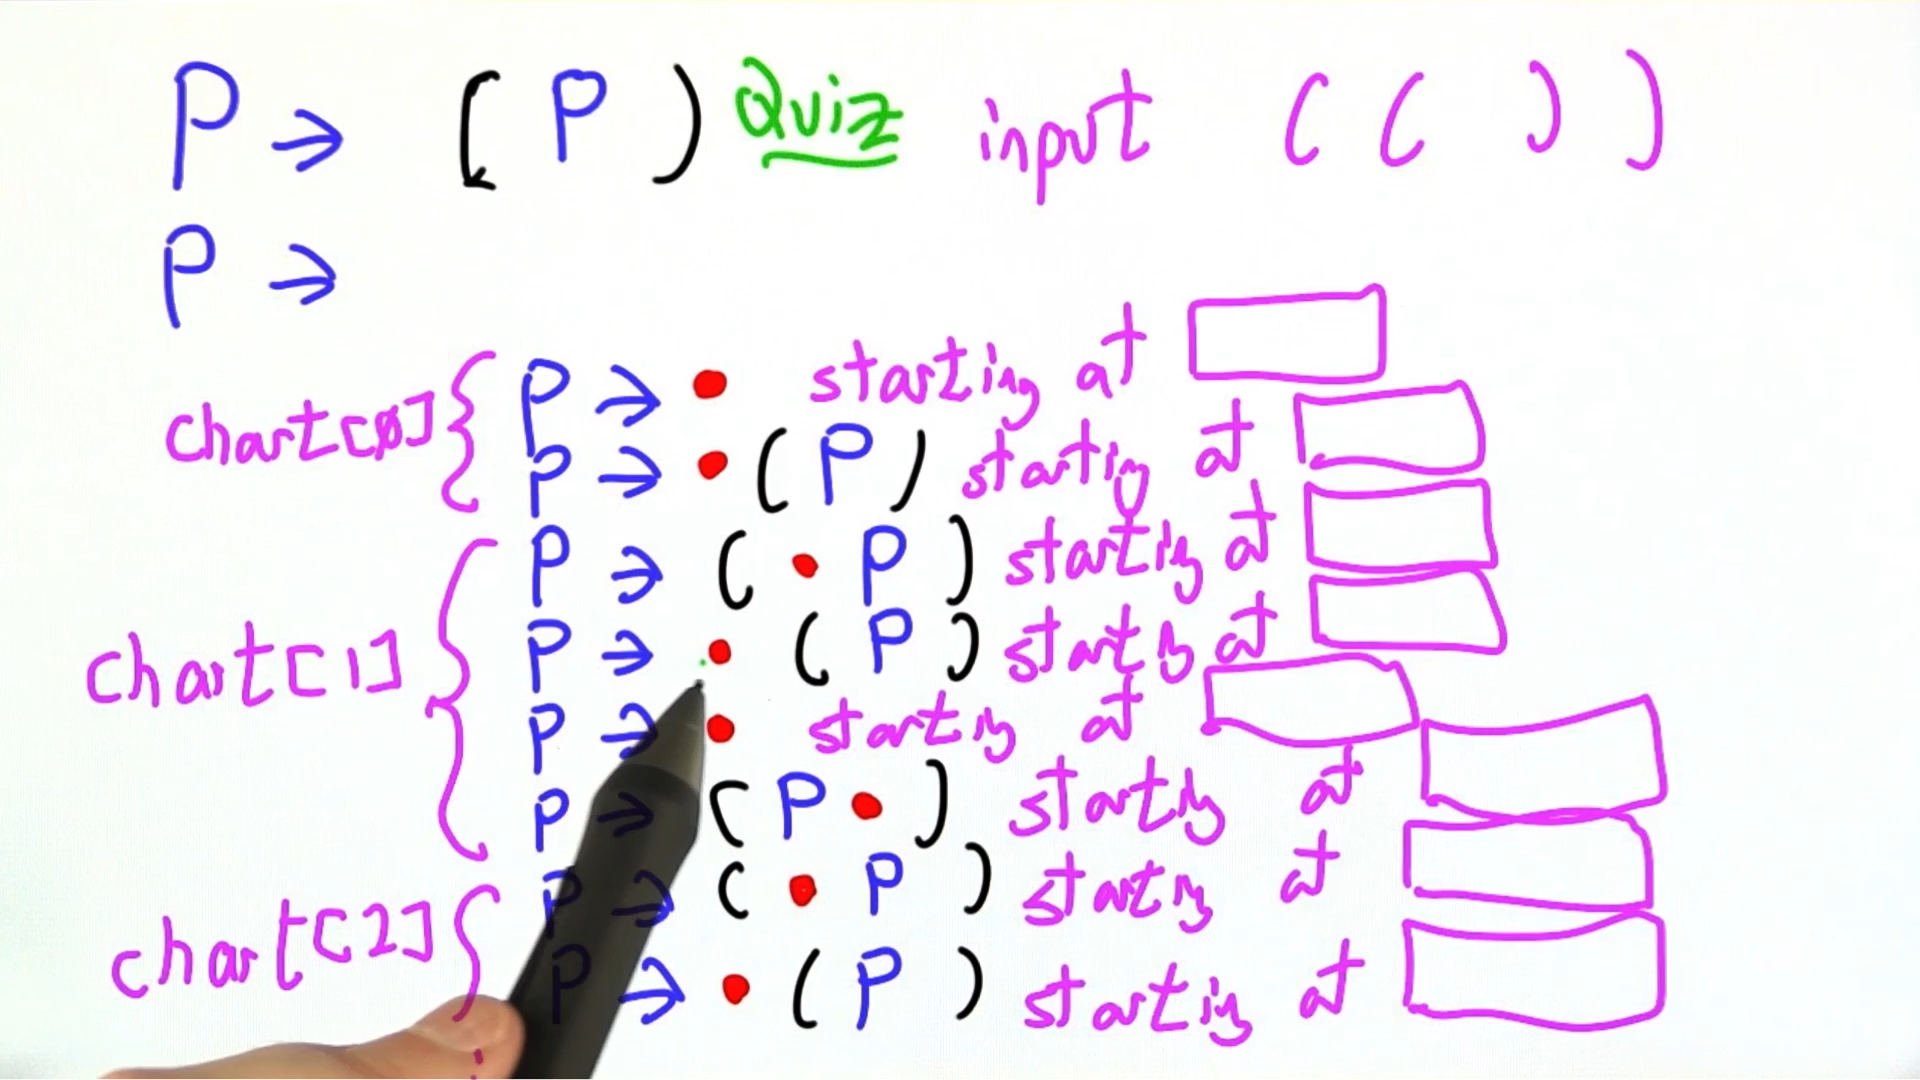 P → ( P ) Quiz input ( ( ) )
P →
chart[0] { P → • starting at
P → • ( P ) starting at
P → ( • P ) starting at
chart[1] { P → • ( P ) starting at
P → • starting at
P → ( P • ) starting at
P → ( • P ) starting at
chart[2] { P → • ( P ) starting at